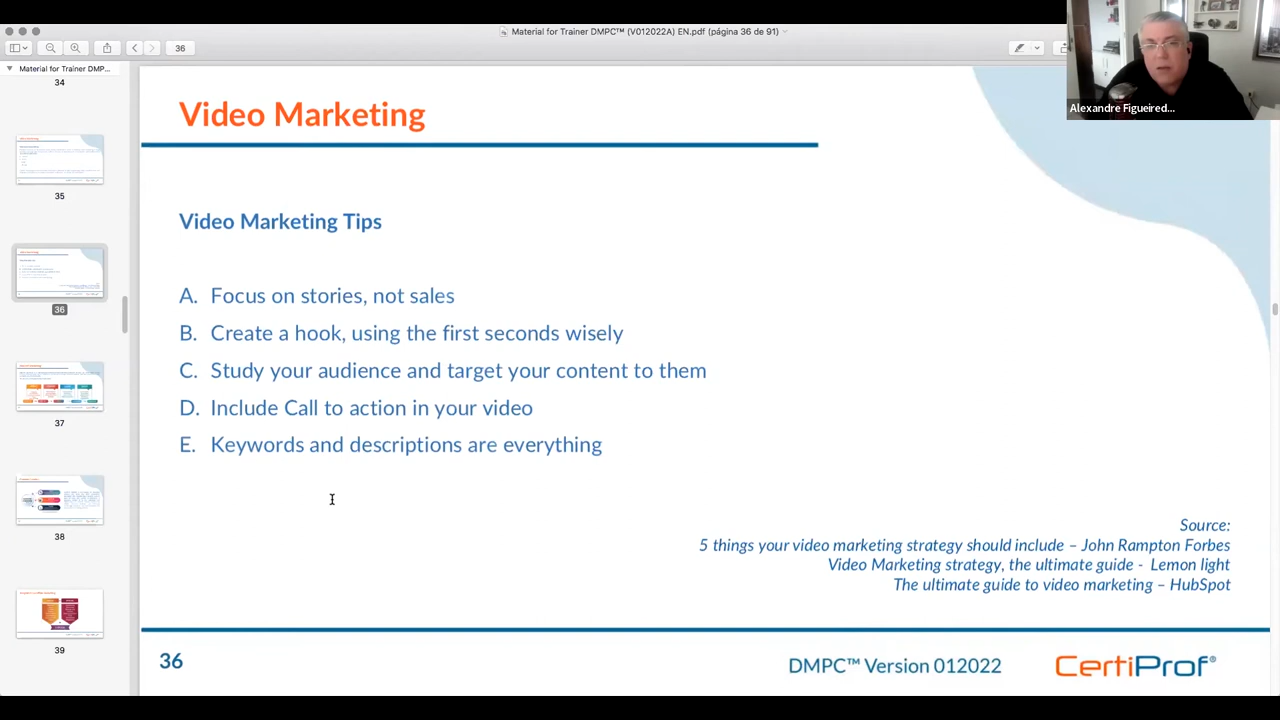 Material for Trainer DMPC™ (V012022A) EN.pdf (página 36 de 91)
36
Material for Trainer DMP...
34
35
36
37
38
39
Alexandre Figueired...
Video Marketing
Video Marketing Tips
A. Focus on stories, not sales
B. Create a hook, using the first seconds wisely
C. Study your audience and target your content to them
D. Include Call to action in your video
E. Keywords and descriptions are everything
Source:
5 things your video marketing strategy should include – John Rampton Forbes
Video Marketing strategy, the ultimate guide - Lemon light
The ultimate guide to video marketing – HubSpot
36
DMPC™ Version 012022
CertiProf®